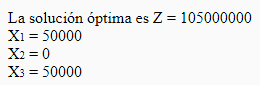 La solución óptima es Z = 105000000
X1 = 50000
X2 = 0
X3 = 50000